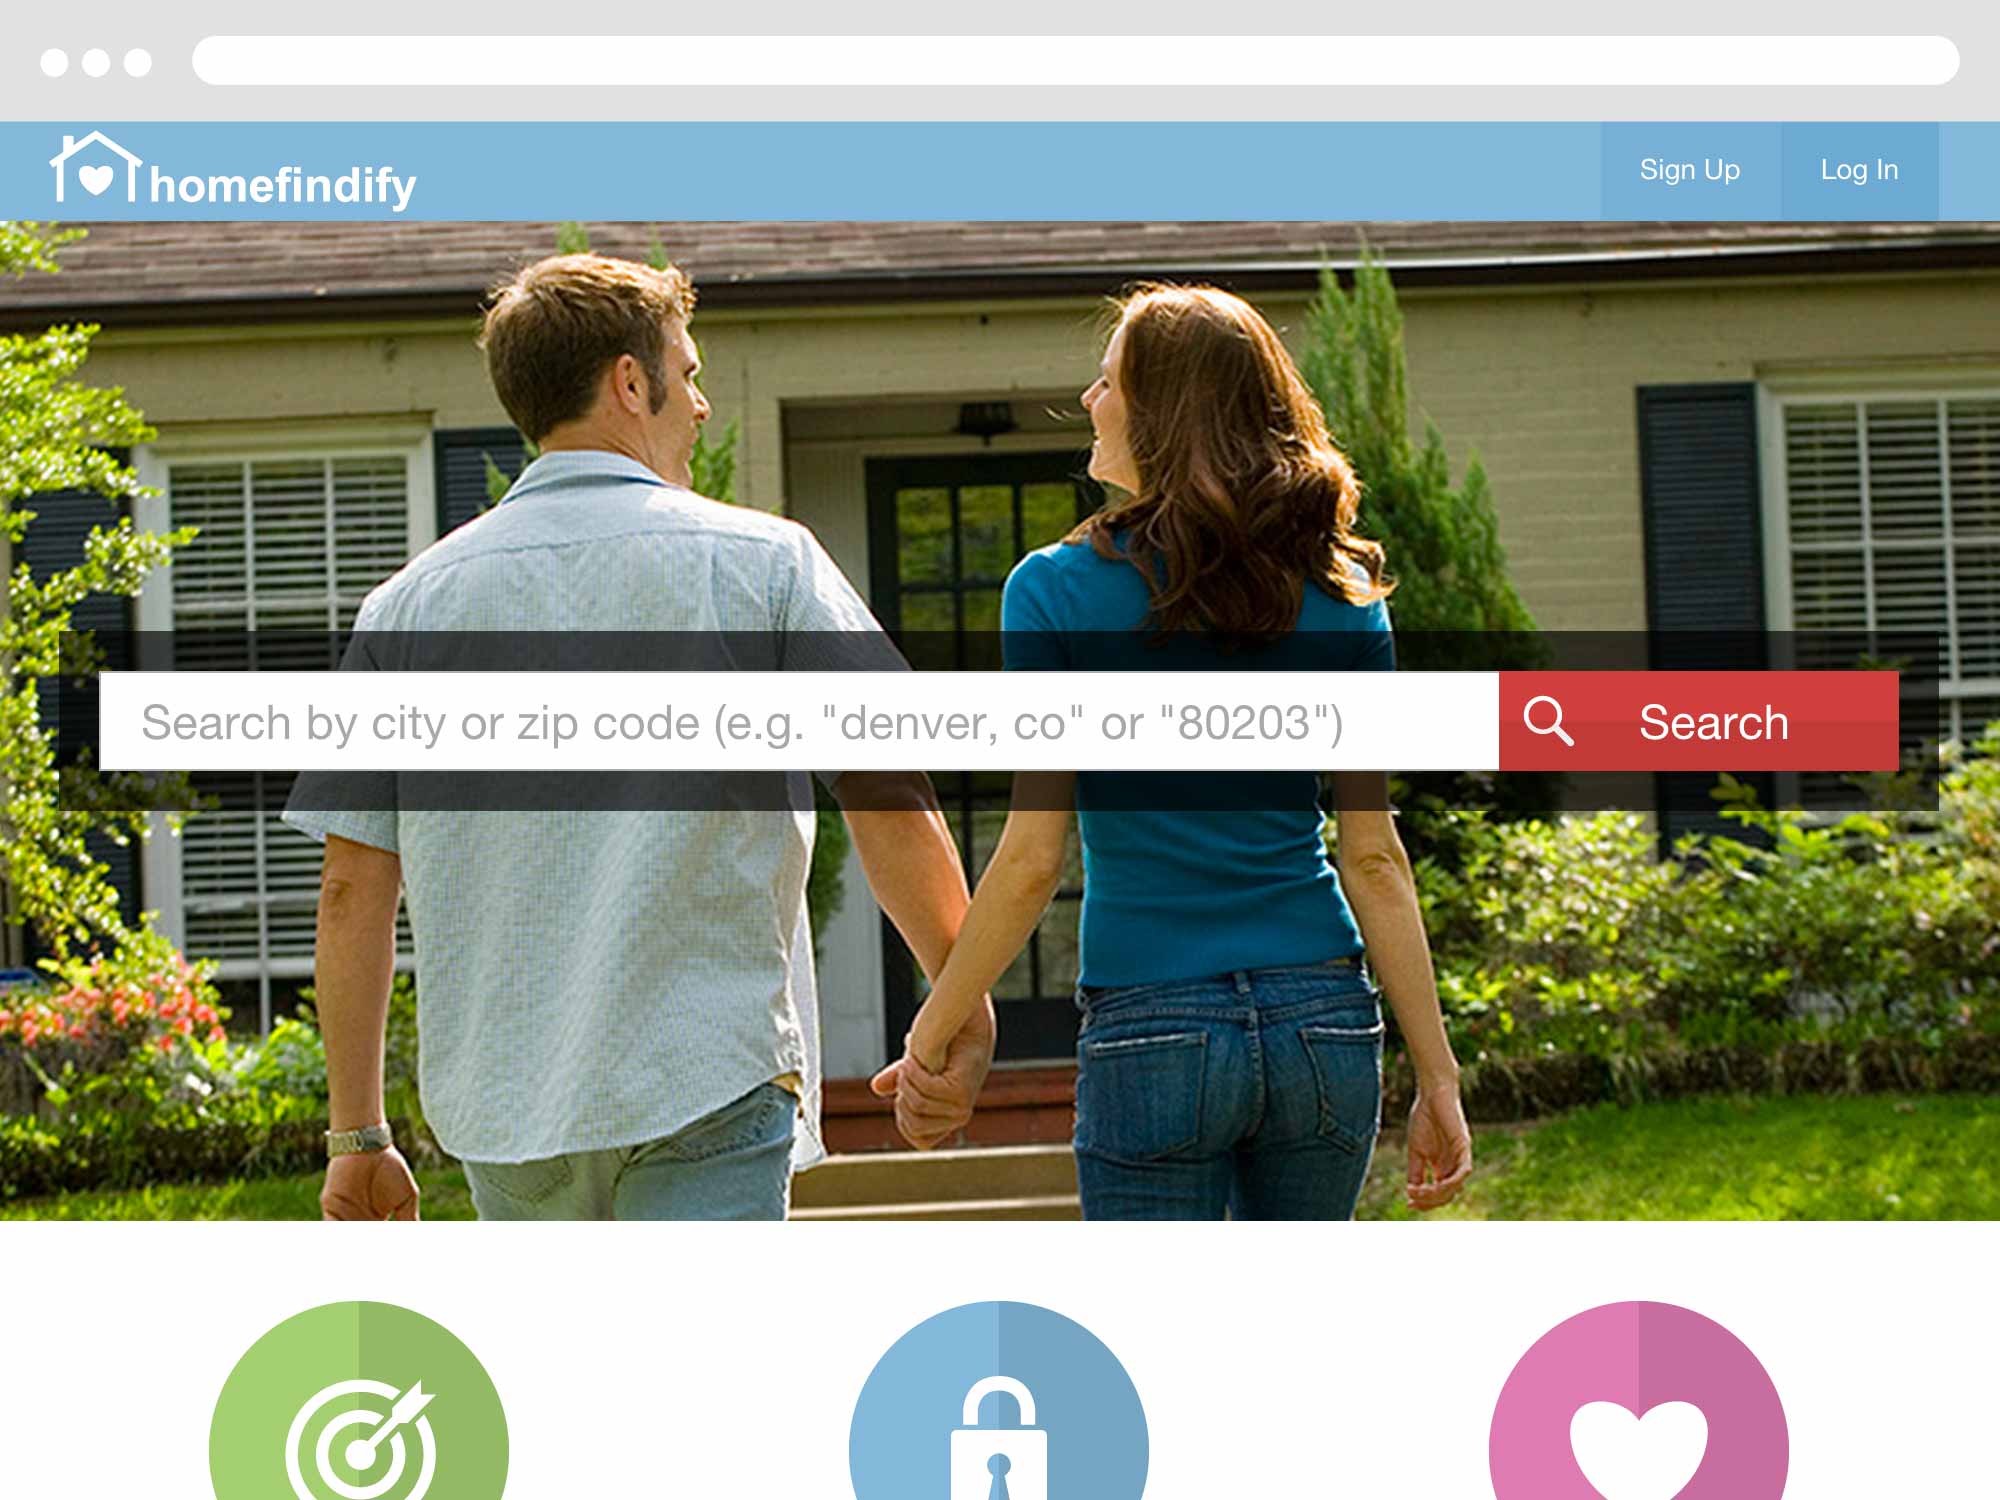 homefindify
Sign Up
Log In
Search by city or zip code (e.g. "denver, co" or "80203")
Search